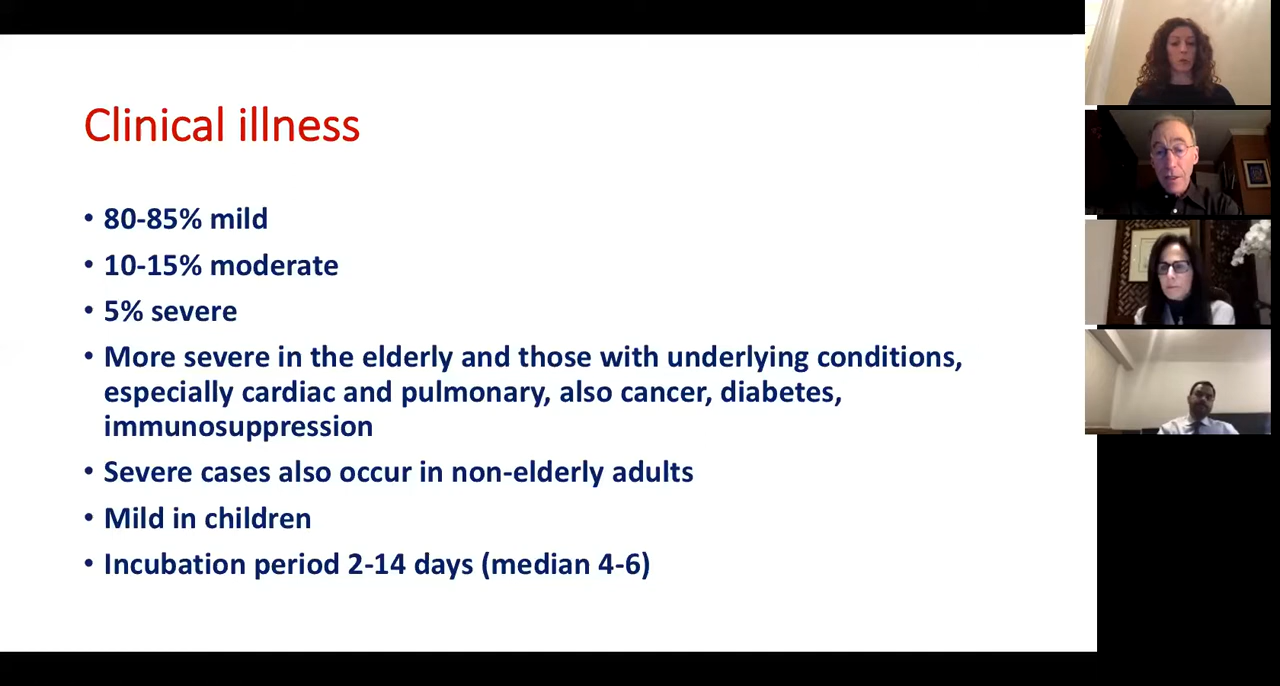 Clinical illness
• 80-85% mild
• 10-15% moderate
• 5% severe
• More severe in the elderly and those with underlying conditions,
especially cardiac and pulmonary, also cancer, diabetes,
immunosuppression
• Severe cases also occur in non-elderly adults
• Mild in children
• Incubation period 2-14 days (median 4-6)